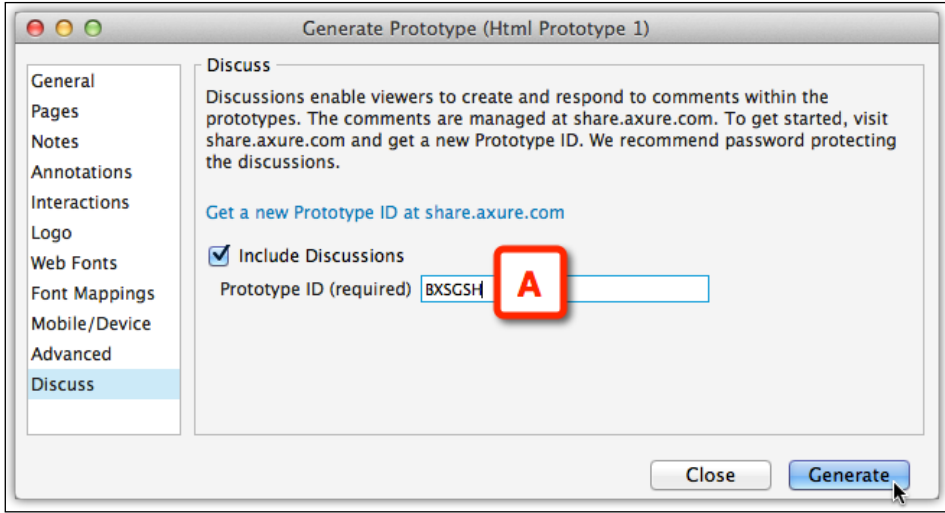 Generate Prototype (Html Prototype 1)
General
Pages
Notes
Annotations
Interactions
Logo
Web Fonts
Font Mappings
Mobile/Device
Advanced
Discuss
Discuss
Discussions enable viewers to create and respond to comments within the
prototypes. The comments are managed at share.axure.com. To get started, visit
share.axure.com and get a new Prototype ID. We recommend password protecting
the discussions.
Get a new Prototype ID at share.axure.com
Include Discussions
Prototype ID (required) BXSGSH A
Close Generate